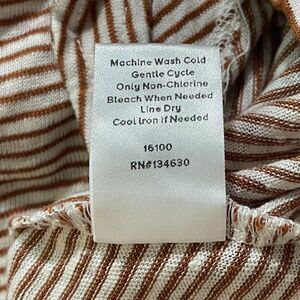 Machine Wash Cold
Gentle Cycle
Only Non-Chlorine
Bleach When Needed
Line Dry
Cool Iron if Needed
16100
RN#134630